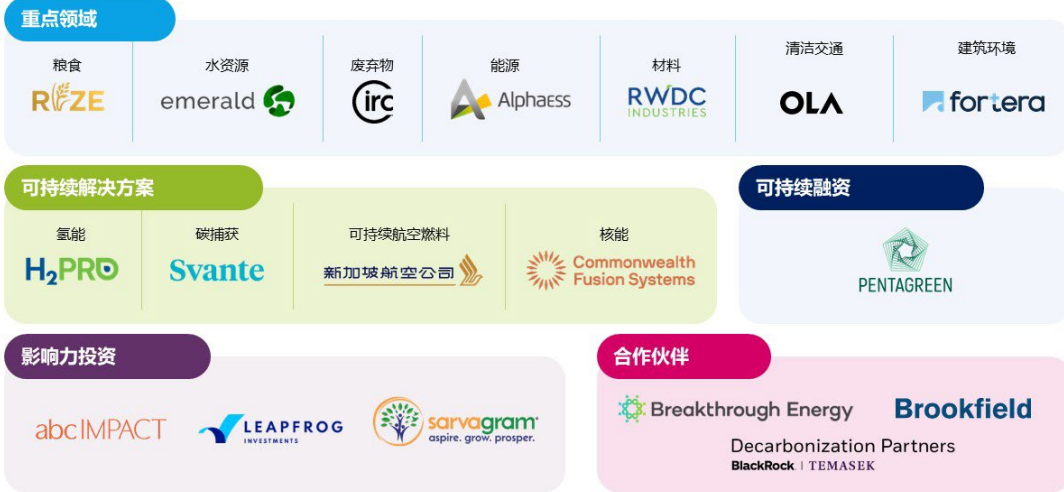 重点领域
粮食
RIZE
水资源
emerald
废弃物
circ
能源
Alphaess
材料
RWDC
INDUSTRIES
清洁交通
OLA
建筑环境
fortera
可持续解决方案
氢能
H₂PRO
碳捕获
Svante
可持续航空燃料
新加坡航空公司
核能
Commonwealth
Fusion Systems
可持续融资
PENTAGREEN
影响力投资
abcIMPACT
LEAPFROG
INVESTMENTS
sarvagram
aspire. grow. prosper.
合作伙伴
Breakthrough Energy
Brookfield
Decarbonization Partners
BlackRock. | TEMASEK